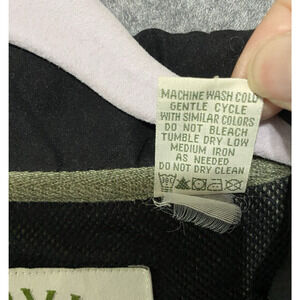 MACHINE WASH COLD
GENTLE CYCLE
WITH SIMILAR COLORS
DO NOT BLEACH
TUMBLE DRY LOW
MEDIUM IRON
AS NEEDED
DO NOT DRY CLEAN